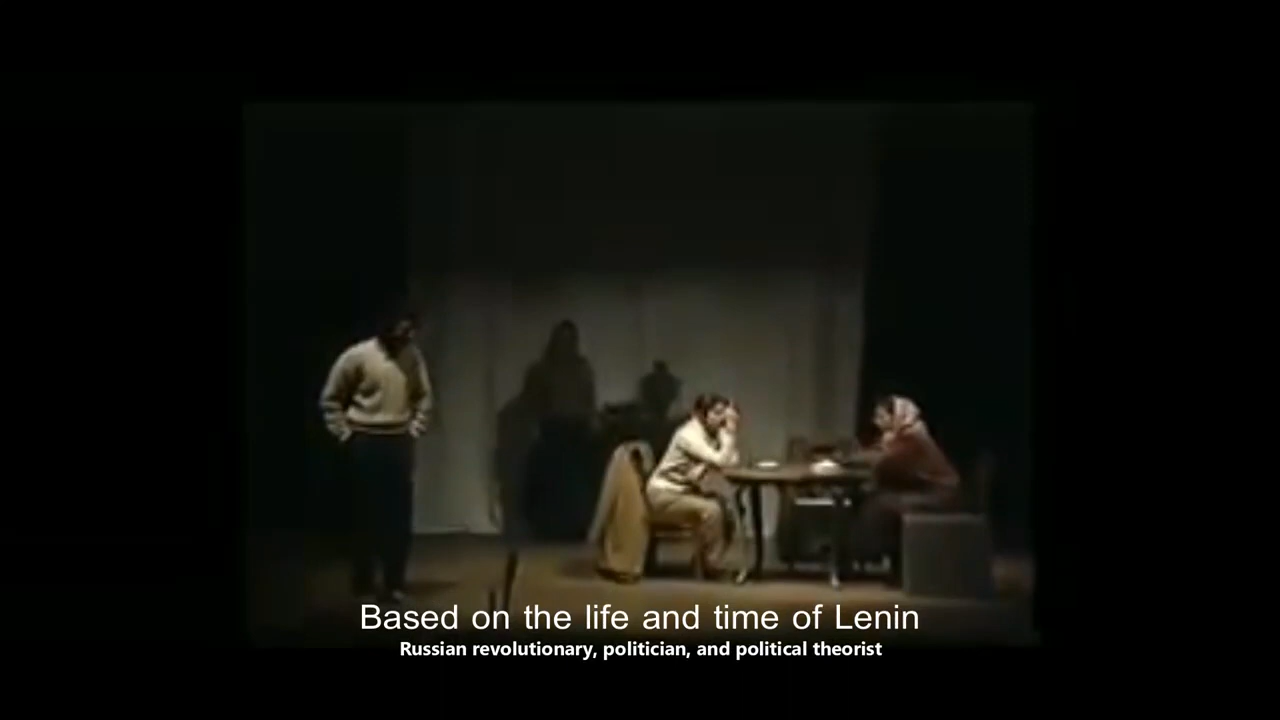 Based on the life and time of Lenin
Russian revolutionary, politician, and political theorist